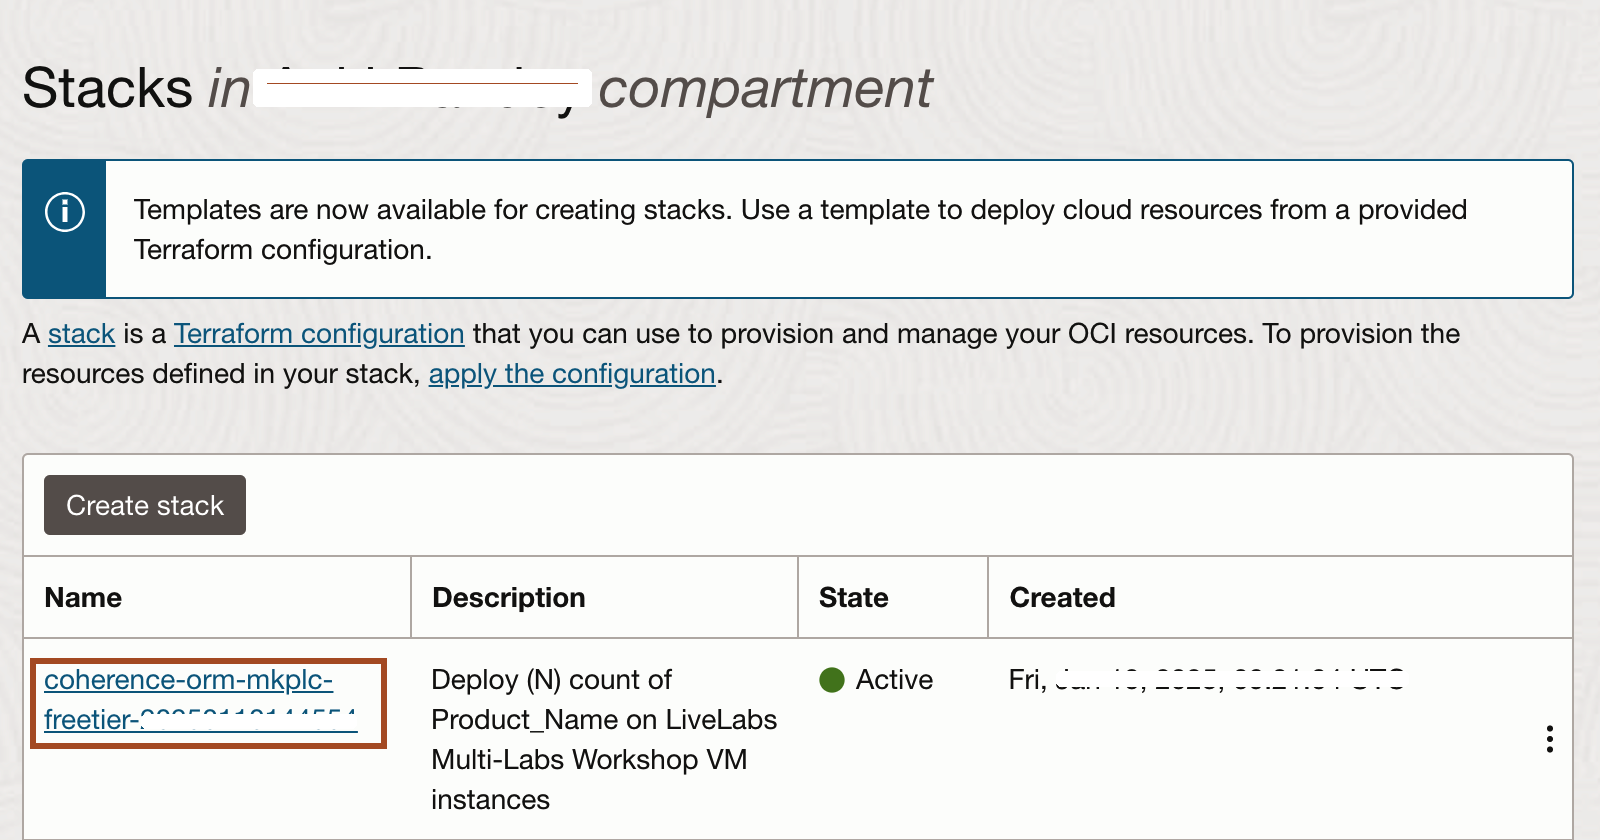 Stacks in compartment
Templates are now available for creating stacks. Use a template to deploy cloud resources from a provided
Terraform configuration.
A stack is a Terraform configuration that you can use to provision and manage your OCI resources. To provision the
resources defined in your stack, apply the configuration.
Create stack
Name Description State Created
coherence-orm-mkplc-
freetier-
Deploy (N) count of
Product_Name on LiveLabs
Multi-Labs Workshop VM
instances
Active
Fri,